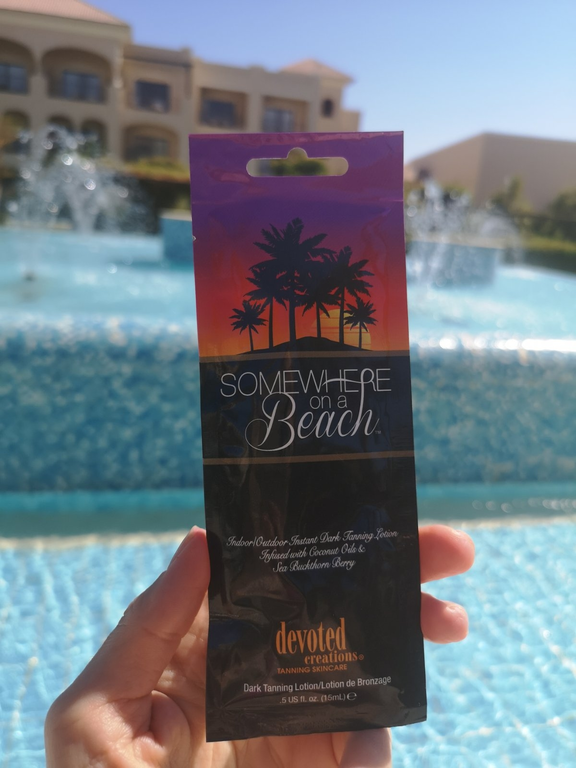 SOMEWHERE
on a
Beach
Indoor/Outdoor Instant Dark Tanning Lotion
Infused with Coconut Oils &
Sea Buckthorn Berry
devoted
creations®
TANNING SKINCARE
Dark Tanning Lotion/Lotion de Bronzage
.5 US fl. oz. (15mL) ℮